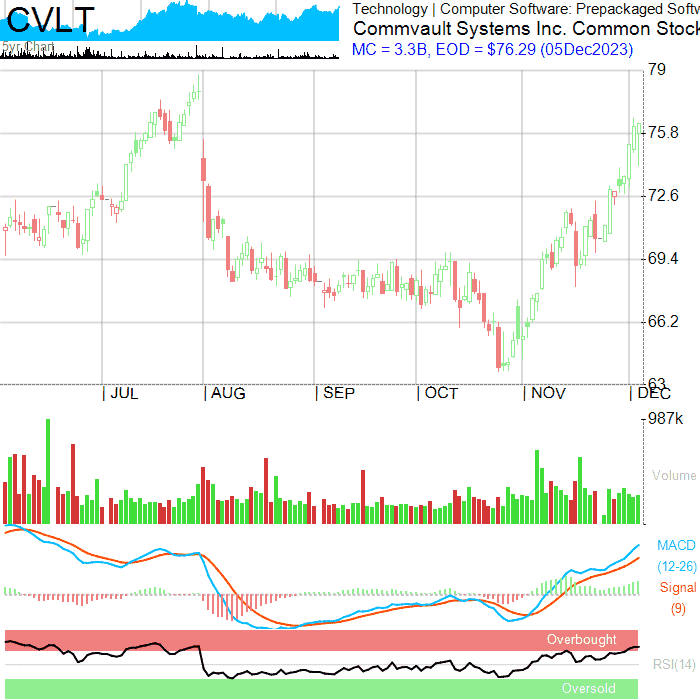 CVLT
5yr Chart
Technology | Computer Software: Prepackaged Softw
Commvault Systems Inc. Common Stock
MC = 3.3B, EOD = $76.29 (05Dec2023)
79
75.8
72.6
69.4
66.2
63
| JUL | AUG | SEP | OCT | NOV | DEC
987k
Volume
MACD
(12-26)
Signal
(9)
Overbought
RSI(14)
Oversold